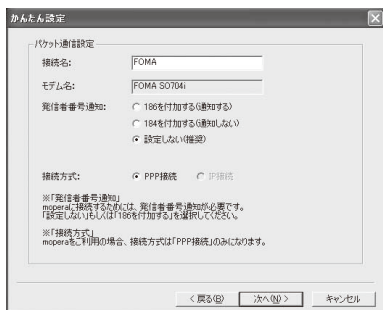 かんたん設定
パケット通信設定
接続名: FOMA
モデム名: FOMA SO704i
発信者番号通知: 186を付加する(通知する)
184を付加する(通知しない)
設定しない(推奨)
接続方式: PPP接続 IP接続
※「発信者番号通知」
moperaに接続するためには、発信者番号通知が必要です。
「設定しない」もしくは「186を付加する」を選択してください。
※「接続方式」
moperaをご利用の場合、接続方式は「PPP接続」のみになります。
< 戻る(B) 次へ(N) > キャンセル